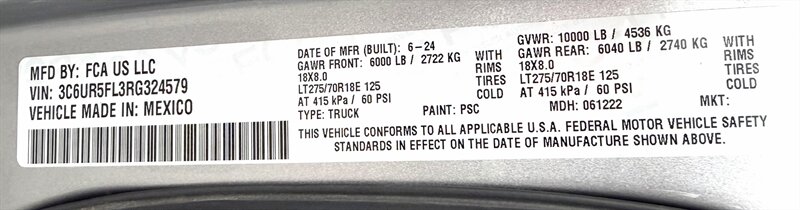 MFD BY: FCA US LLC
VIN: 3C6UR5FL3RG324579
VEHICLE MADE IN: MEXICO
DATE OF MFR (BUILT): 6-24
GAWR FRONT: 6000 LB / 2722 KG WITH
18X8.0 RIMS
LT275/70R18E 125 TIRES
AT 415 kPa / 60 PSI COLD
TYPE: TRUCK PAINT: PSC
GVWR: 10000 LB / 4536 KG
GAWR REAR: 6040 LB / 2740 KG WITH
18X8.0 RIMS
LT275/70R18E 125 TIRES
AT 415 kPa / 60 PSI COLD
MDH: 061222 MKT:
THIS VEHICLE CONFORMS TO ALL APPLICABLE U.S.A. FEDERAL MOTOR VEHICLE SAFETY
STANDARDS IN EFFECT ON THE DATE OF MANUFACTURE SHOWN ABOVE.